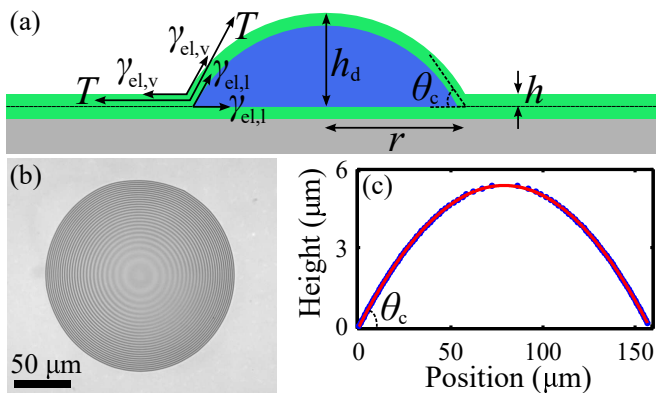 (a)
T
γel,v
γel,v
T
γel,l
γel,l
hd
θc
h
r
(b)
50 μm
(c)
Height (μm)
6
3
0
θc
0
50
100
150
Position (μm)